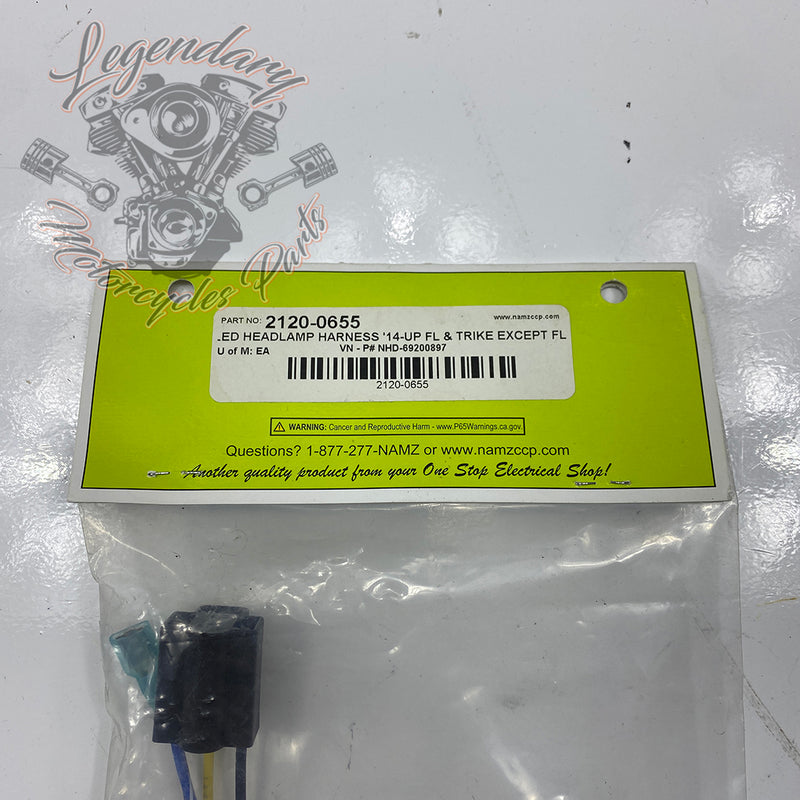 Legendary
Motorcycles Parts
PART NO: 2120-0655
www.namzccp.com
LED HEADLAMP HARNESS '14-UP FL & TRIKE EXCEPT FL
U of M: EA
VN - P# NHD-69200897
2120-0655
WARNING: Cancer and Reproductive Harm - www.P65Warnings.ca.gov.
Questions? 1-877-277-NAMZ or www.namzccp.com
Another quality product from your One Stop Electrical Shop!